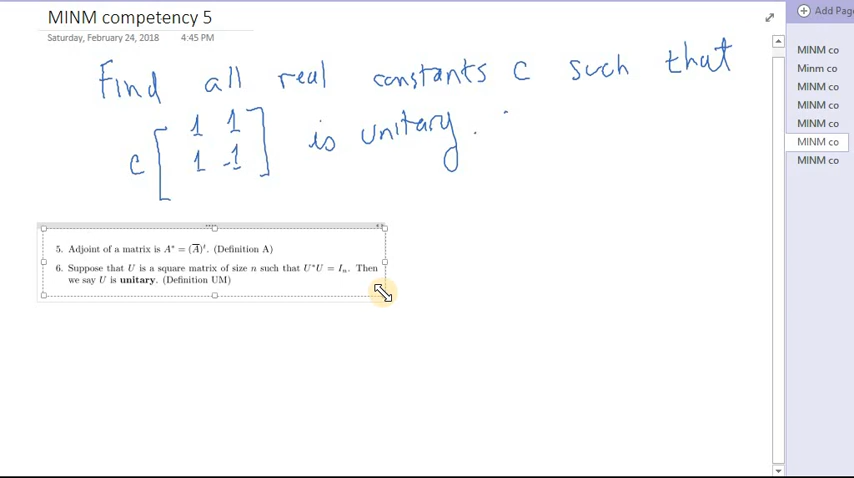 MINM competency 5
Saturday, February 24, 2018 4:45 PM
Find all real constants c such that
c [ 1 1
1 -1 ] is unitary.
5. Adjoint of a matrix is A* = (A̅)ᵗ. (Definition A)
6. Suppose that U is a square matrix of size n such that U*U = Iₙ. Then
we say U is unitary. (Definition UM)
Add Page
MINM co
Minm co
MINM co
MINM co
MINM co
MINM co
MINM co